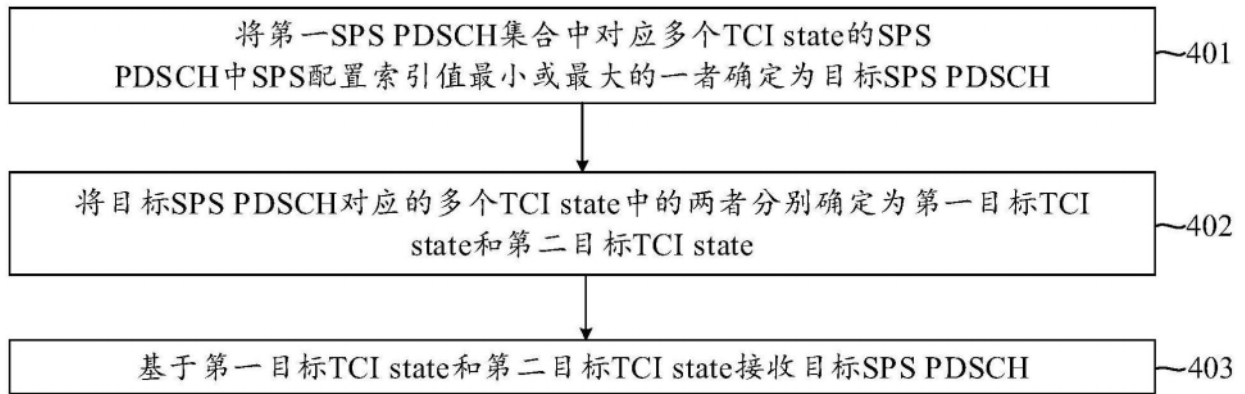 将第一SPS PDSCH集合中对应多个TCI state的SPS
PDSCH中SPS配置索引值最小或最大的一者确定为目标SPS PDSCH
401
将目标SPS PDSCH对应的多个TCI state中的两者分别确定为第一目标TCI
state和第二目标TCI state
402
基于第一目标TCI state和第二目标TCI state接收目标SPS PDSCH
403